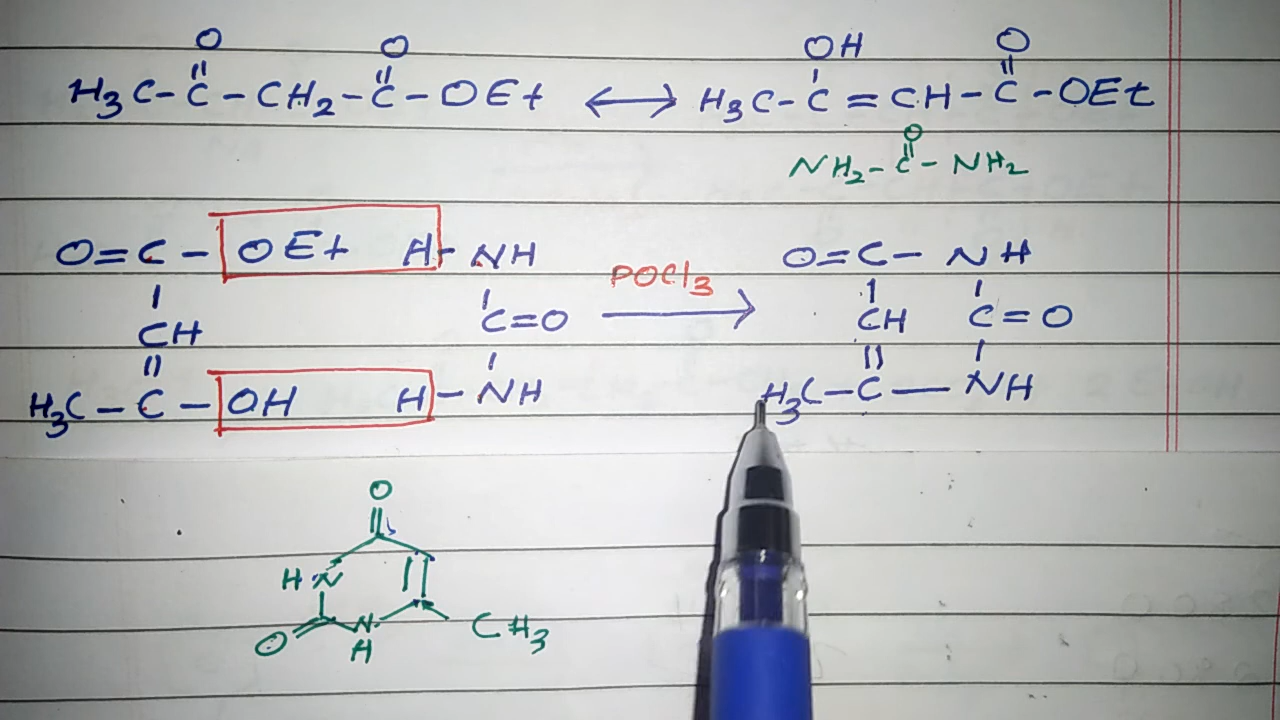 O O OH O
H3C-C-CH2-C-OEt ⟷ H3C-C=CH-C-OEt
O
NH2-C-NH2
O=C-OEt H-NH POCl3 O=C-NH
CH C=O ⟶ CH C=O
H3C-C-OH H-NH H3C-C-NH
O
HN
O N CH3
H